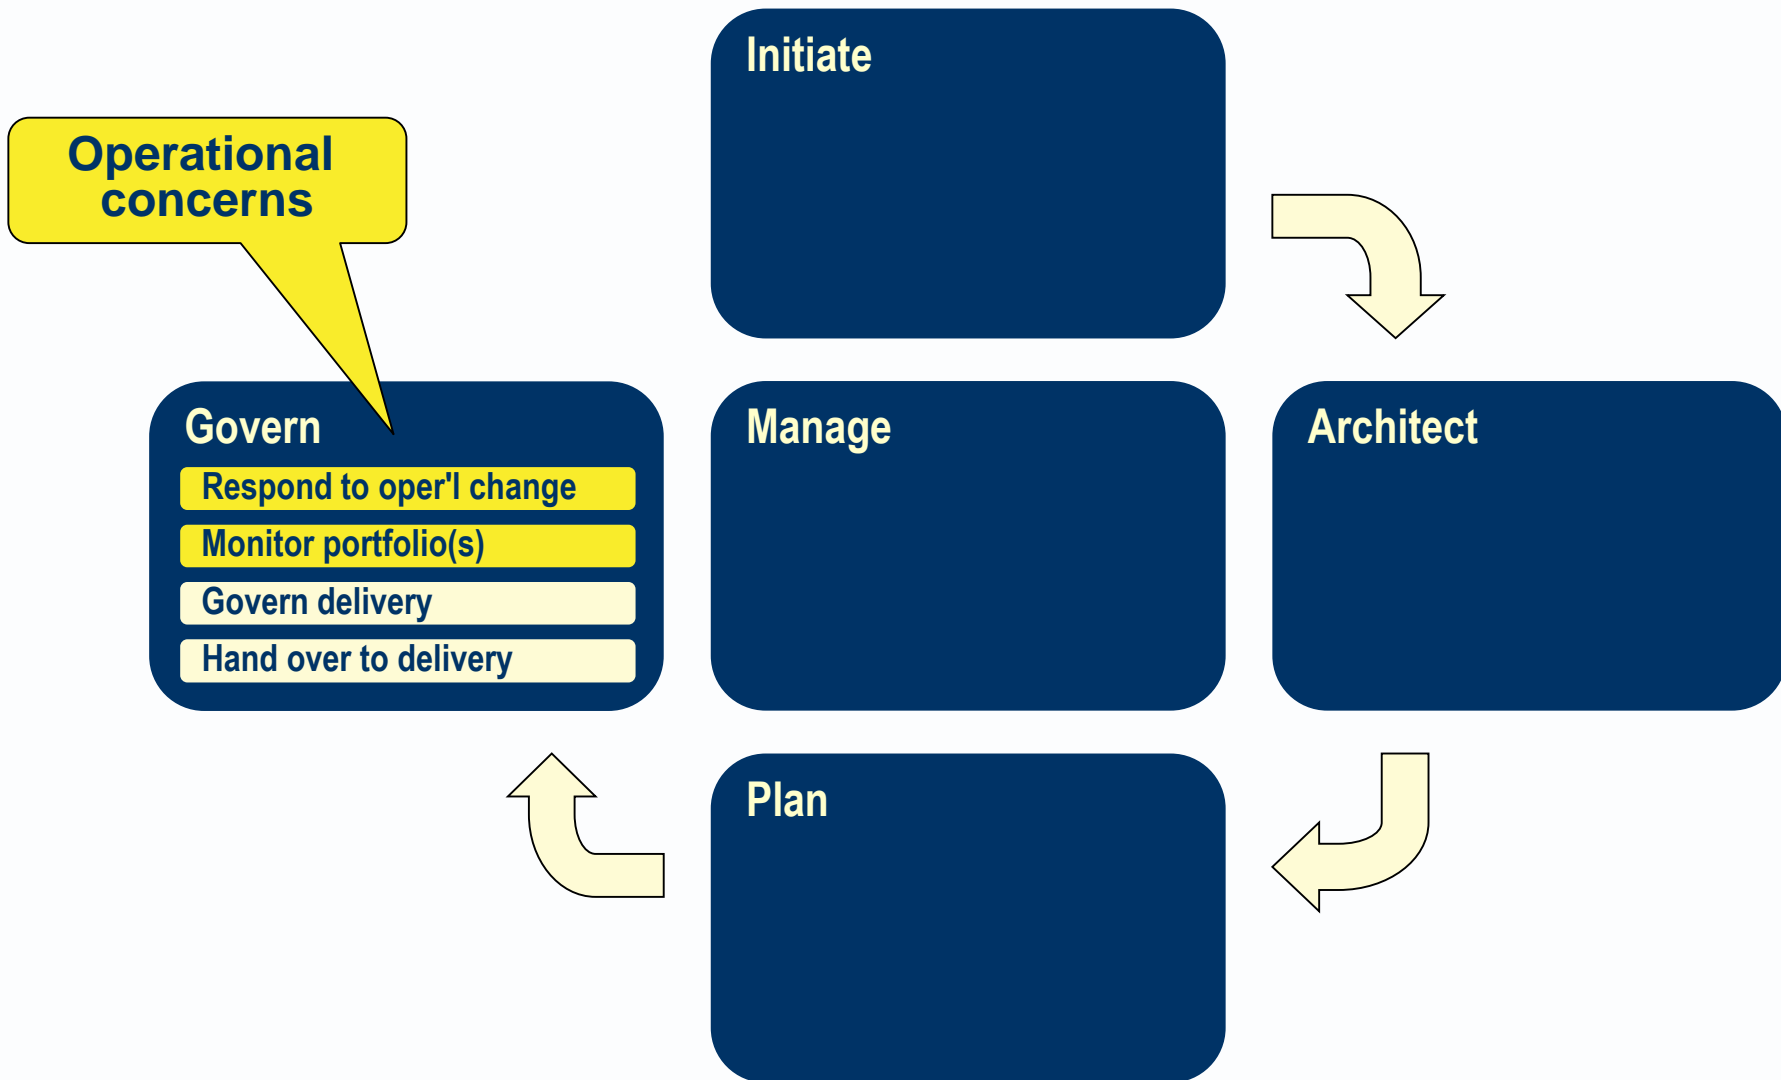 Initiate
Operational
concerns
Govern
Respond to oper'l change
Monitor portfolio(s)
Govern delivery
Hand over to delivery
Manage
Architect
Plan